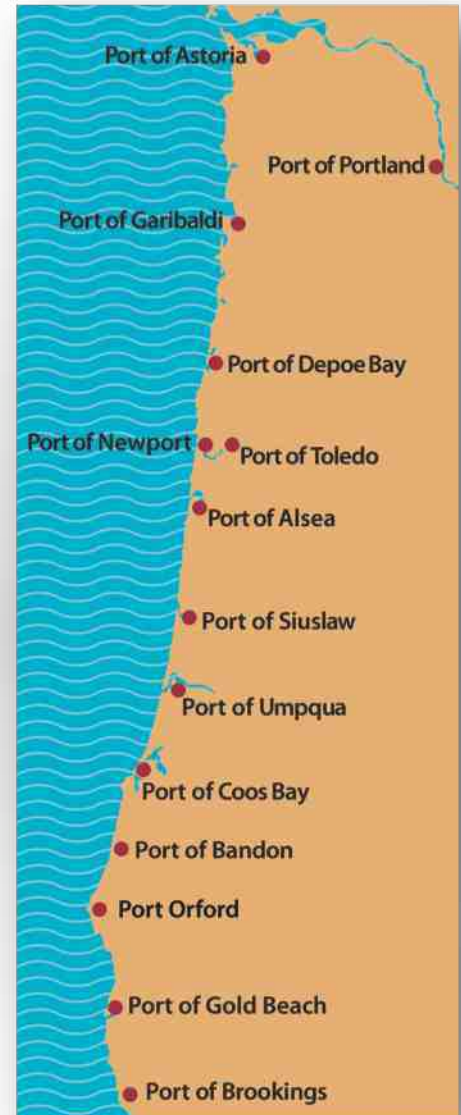 Port of Astoria
Port of Portland
Port of Garibaldi
Port of Depoe Bay
Port of Newport
Port of Toledo
Port of Alsea
Port of Siuslaw
Port of Umpqua
Port of Coos Bay
Port of Bandon
Port Orford
Port of Gold Beach
Port of Brookings